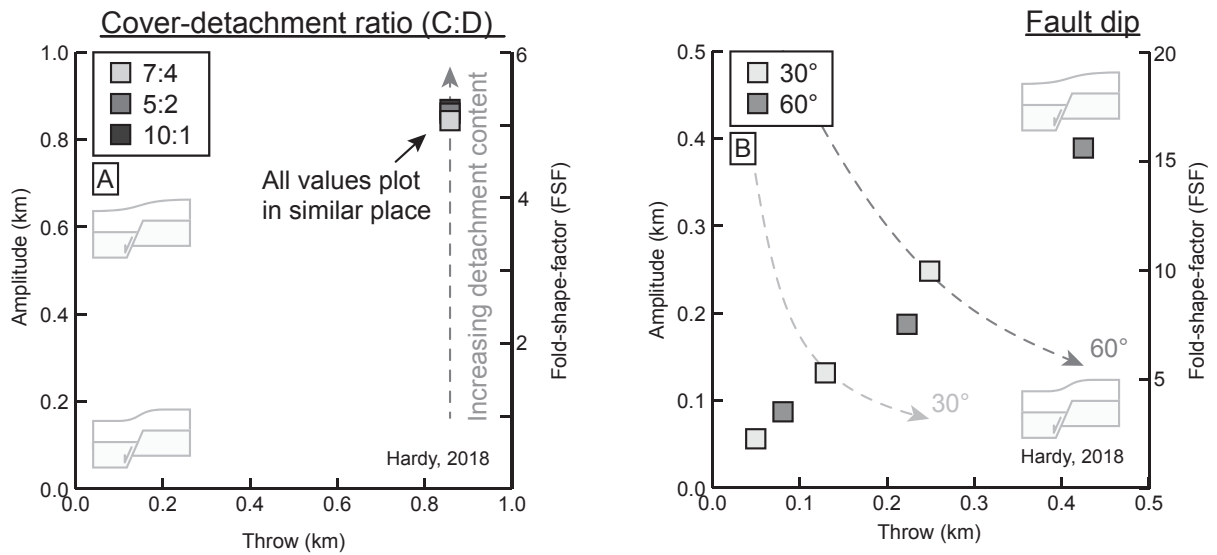 Cover-detachment ratio (C:D)
1.0
0.8
0.6
0.4
0.2
0.0
Amplitude (km)
7:4
5:2
10:1
A
All values plot
in similar place
Increasing detachment content
Hardy, 2018
6
4
2
Fold-shape-factor (FSF)
0.0
0.2
0.4
0.6
0.8
1.0
Throw (km)
Fault dip
0.5
0.4
0.3
0.2
0.1
0.0
Amplitude (km)
30°
60°
B
60°
30°
Hardy, 2018
20
15
10
5
Fold-shape-factor (FSF)
0.0
0.1
0.2
0.3
0.4
0.5
Throw (km)